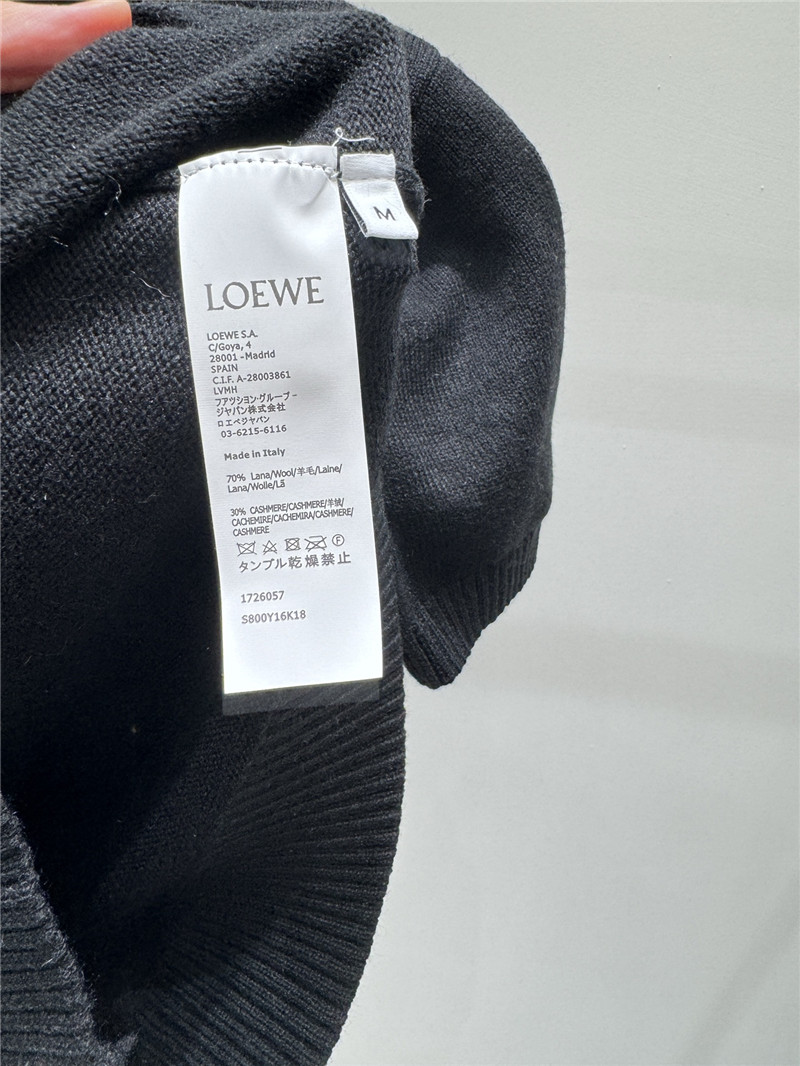 M
LOEWE
LOEWE S.A.
C/Goya, 4
28001 - Madrid
SPAIN
C.I.F. A-28003861
LVMH
ファツション·グループ –
ジャパン株式会社
ロエベジャパン
03-6215-6116
Made in Italy
70% Lana/Wool/羊毛/Laine/
Lana/Wolle/Lã
30% CASHMERE/CASHMERE/羊绒/
CACHEMIRE/CACHEMIRA/CASHMERE/
CASHMERE
F
タンブル乾燥禁止
1726057
S800Y16K18